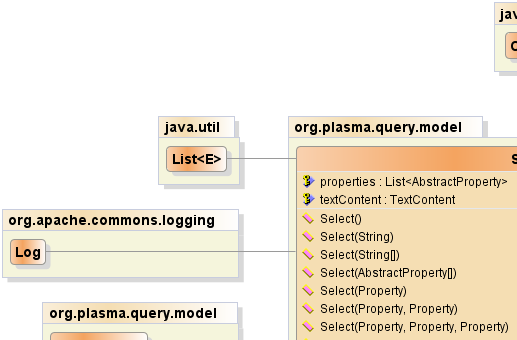 jav
java.util
List<E>
org.plasma.query.model
properties : List<AbstractProperty>
textContent : TextContent
Select()
Select(String)
Select(String[])
Select(AbstractProperty[])
Select(Property)
Select(Property, Property)
Select(Property, Property, Property)
org.apache.commons.logging
Log
org.plasma.query.model